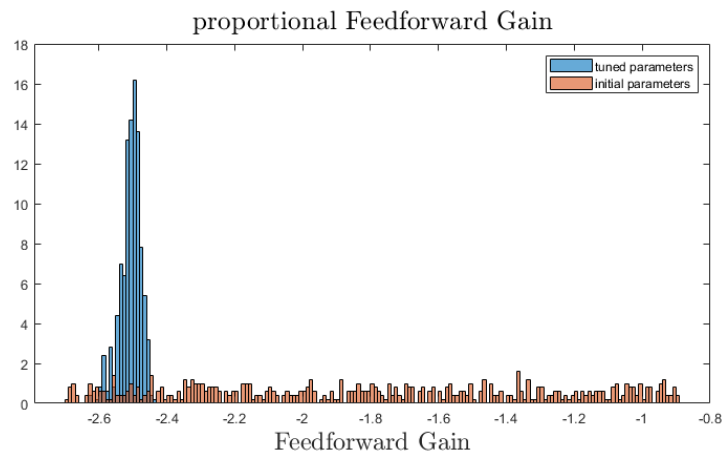 proportional Feedforward Gain
18
16
14
12
10
8
6
4
2
0
tuned parameters
initial parameters
-2.6 -2.4 -2.2 -2 -1.8 -1.6 -1.4 -1.2 -1 -0.8
Feedforward Gain